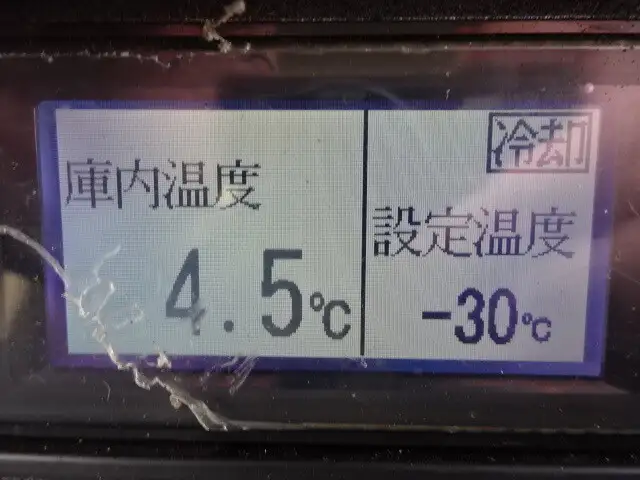 庫内温度
4.5℃
冷却
設定温度
-30℃